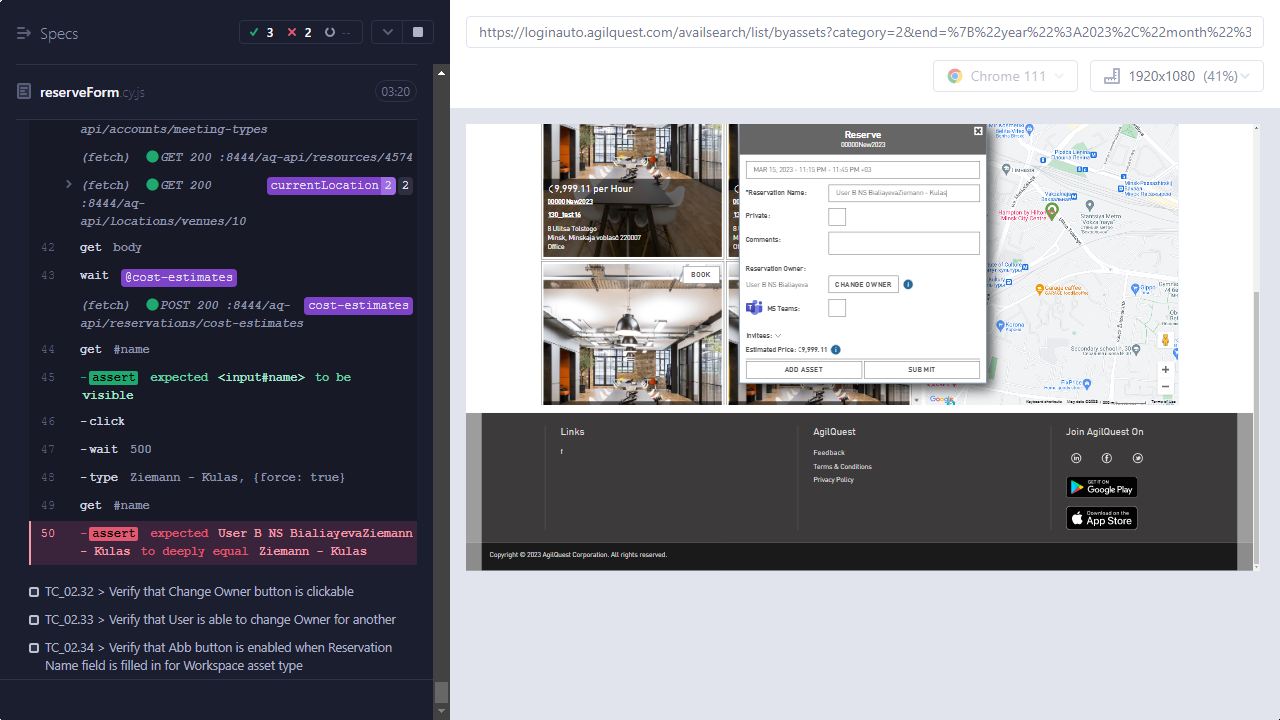 Specs
3
2
--
reserveForm.cy.js
03:20
api/accounts/meeting-types
(fetch) GET 200 :8444/aq-api/resources/4574
(fetch) GET 200 :8444/aq-api/locations/venues/10
currentLocation 2 2
42 get body
43 wait @cost-estimates
(fetch) POST 200 :8444/aq-api/reservations/cost-estimates
cost-estimates
44 get #name
45 -assert expected <input#name> to be visible
46 -click
47 -wait 500
48 -type Ziemann - Kulas, {force: true}
49 get #name
50 -assert expected User B NS BialiayevaZiemann - Kulas to deeply equal Ziemann - Kulas
TC_02.32 > Verify that Change Owner button is clickable
TC_02.33 > Verify that User is able to change Owner for another
TC_02.34 > Verify that Abb button is enabled when Reservation
Name field is filled in for Workspace asset type
https://loginauto.agilquest.com/availsearch/list/byassets?category=2&end=%7B%22year%22%3A2023%2C%22month%22%3
Chrome 111
1920x1080 (41%)
€9,999.11 per Hour
00000New2023
130_test16
8 Ulitsa Tolstogo
Minsk, Minskaja voblasć 220007
Office
BOOK
Reserve
00000New2023
MAR 15, 2023 - 11:15 PM - 11:45 PM +03
*Reservation Name:
User B NS BialiayevaZiemann - Kulas
Private:
Comments:
Reservation Owner:
User B NS Bialiayeva
CHANGE OWNER
MS Teams:
Invitees:
Estimated Price: €9,999.11
ADD ASSET
SUBMIT
Hampton by Hilton
Minsk City Centre
Garage coffee
Pizzeria Lemona
Google
Links
f
AgilQuest
Feedback
Terms & Conditions
Privacy Policy
Join AgilQuest On
GET IT ON
Google Play
Download on the
App Store
Copyright © 2023 AgilQuest Corporation. All rights reserved.